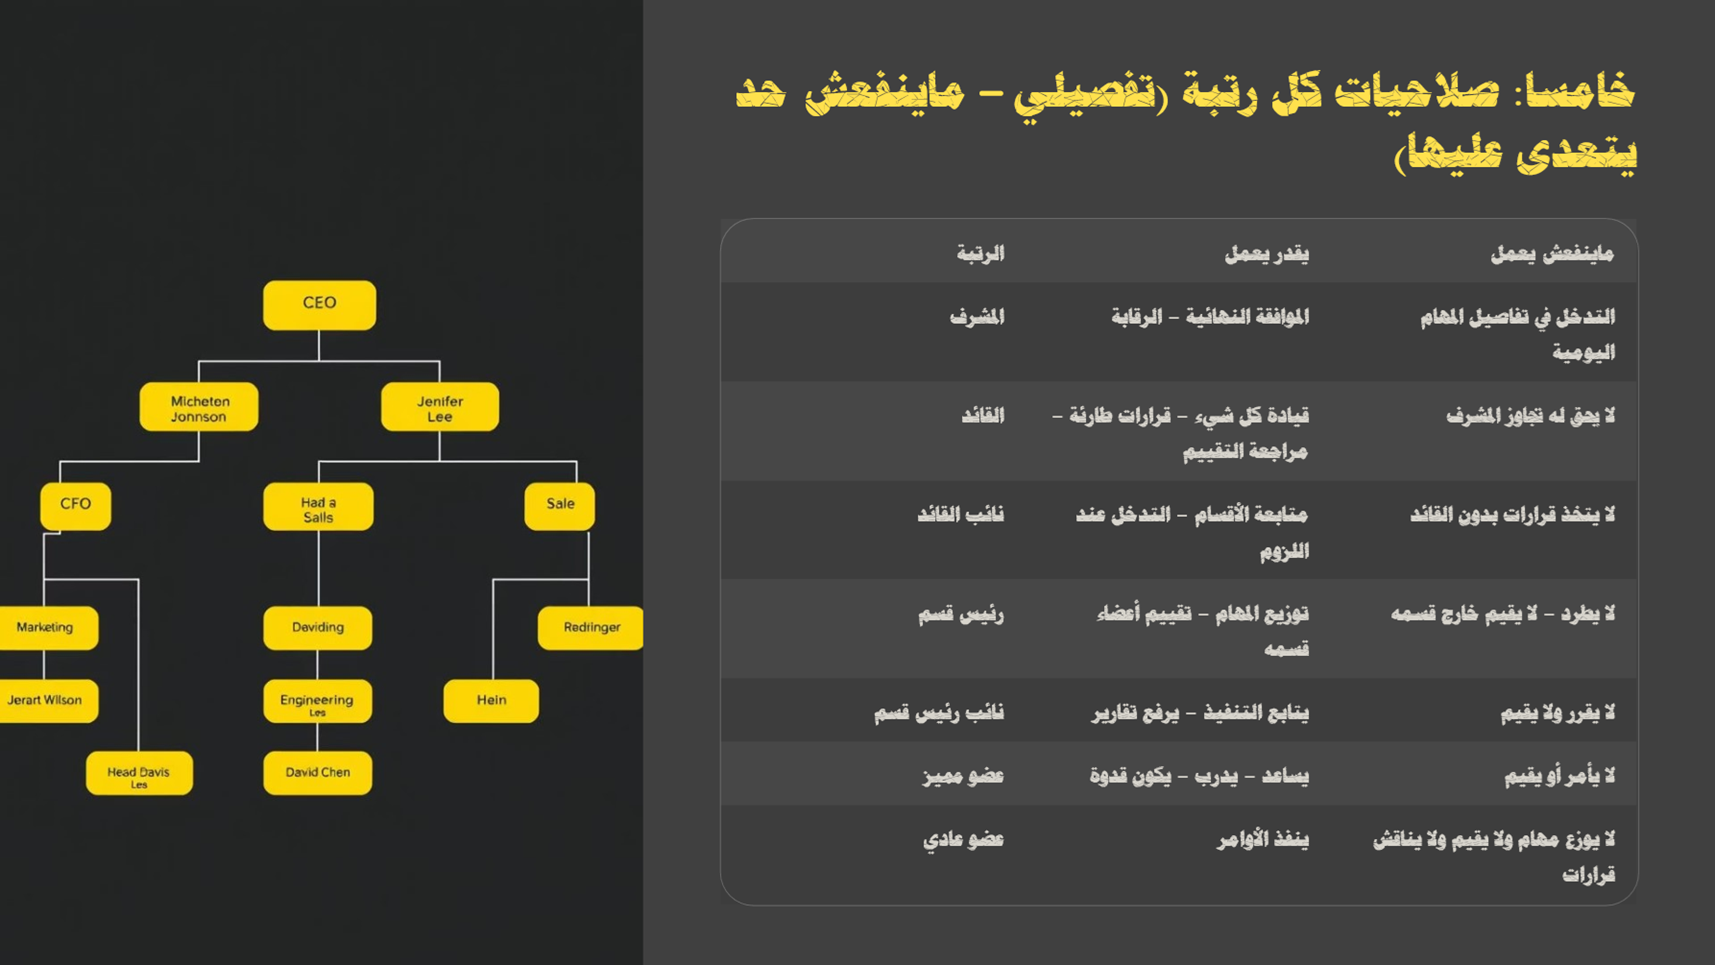 خامسا: صلاحيات كل رتبة (تفصيلي – ماينفعش حد
يتعدى عليها)
ماينفعش يعمل يقدر يعمل الرتبة
التدخل في تفاصيل المهام
اليومية
الموافقة النهائية – الرقابة
المشرف
لا يحق له تجاوز المشرف
قيادة كل شيء – قرارات طارئة –
مراجعة التقييم
القائد
لا يتخذ قرارات بدون القائد
متابعة الأقسام – التدخل عند
اللزوم
نائب القائد
لا يطرد – لا يقيم خارج قسمه
توزيع المهام – تقييم أعضاء
قسمه
رئيس قسم
لا يقرر ولا يقيم
يتابع التنفيذ – يرفع تقارير
نائب رئيس قسم
لا يأمر أو يقيم
يساعد – يدرب – يكون قدوة
عضو مميز
لا يوزع مهام ولا يقيم ولا يناقش
قرارات
ينفذ الأوامر
عضو عادي
CEO
Micheten
Jonnson
Jenifer
Lee
CFO
Had a
Salls
Sale
Marketing
Deviding
Redfinger
Jerart Wilson
Engineering
Les
Hein
Head Davis
Les
David Chen